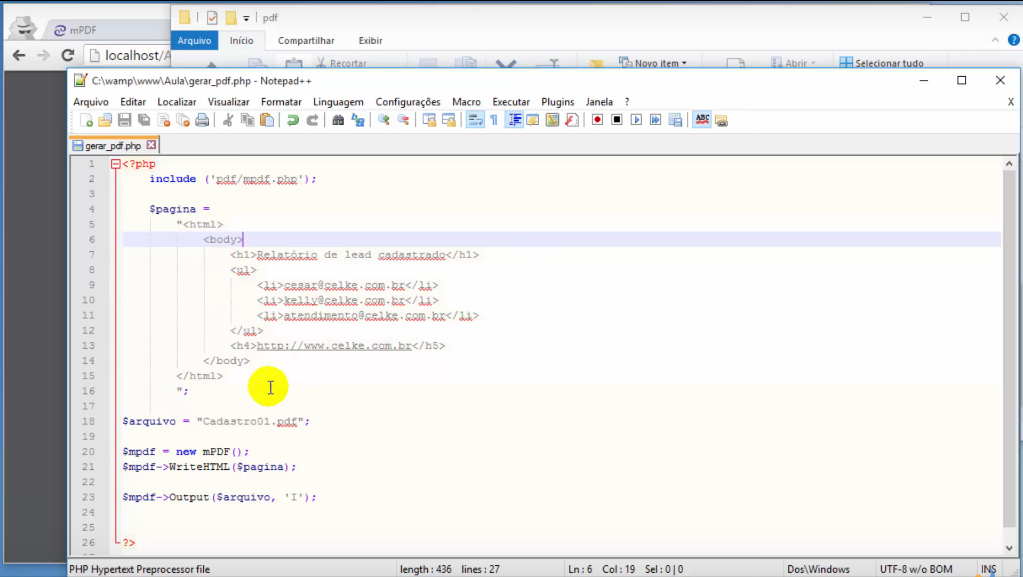 pdf
mPDF
Arquivo Início Compartilhar Exibir
localhost/A
Recortar Novo item Abrir Selecionar tudo
C:\wamp\www\Aula\gerar_pdf.php - Notepad++
Arquivo Editar Localizar Visualizar Formatar Linguagem Configurações Macro Executar Plugins Janela ? X
gerar_pdf.php
1 <?php
2 include ('pdf/mpdf.php');
3
4 $pagina =
5 "<html>
6 <body>
7 <h1>Relatório de lead cadastrado</h1>
8 <ul>
9 <li>cesar@celke.com.br</li>
10 <li>kelly@celke.com.br</li>
11 <li>atendimento@celke.com.br</li>
12 </ul>
13 <h4>http://www.celke.com.br</h5>
14 </body>
15 </html>
16 ";
17
18 $arquivo = "Cadastro01.pdf";
19
20 $mpdf = new mPDF();
21 $mpdf->WriteHTML($pagina);
22
23 $mpdf->Output($arquivo, 'I');
24
25
26 ?>
PHP Hypertext Preprocessor file length : 436 lines : 27 Ln : 6 Col : 19 Sel : 0 | 0 Dos\Windows UTF-8 w/o BOM INS